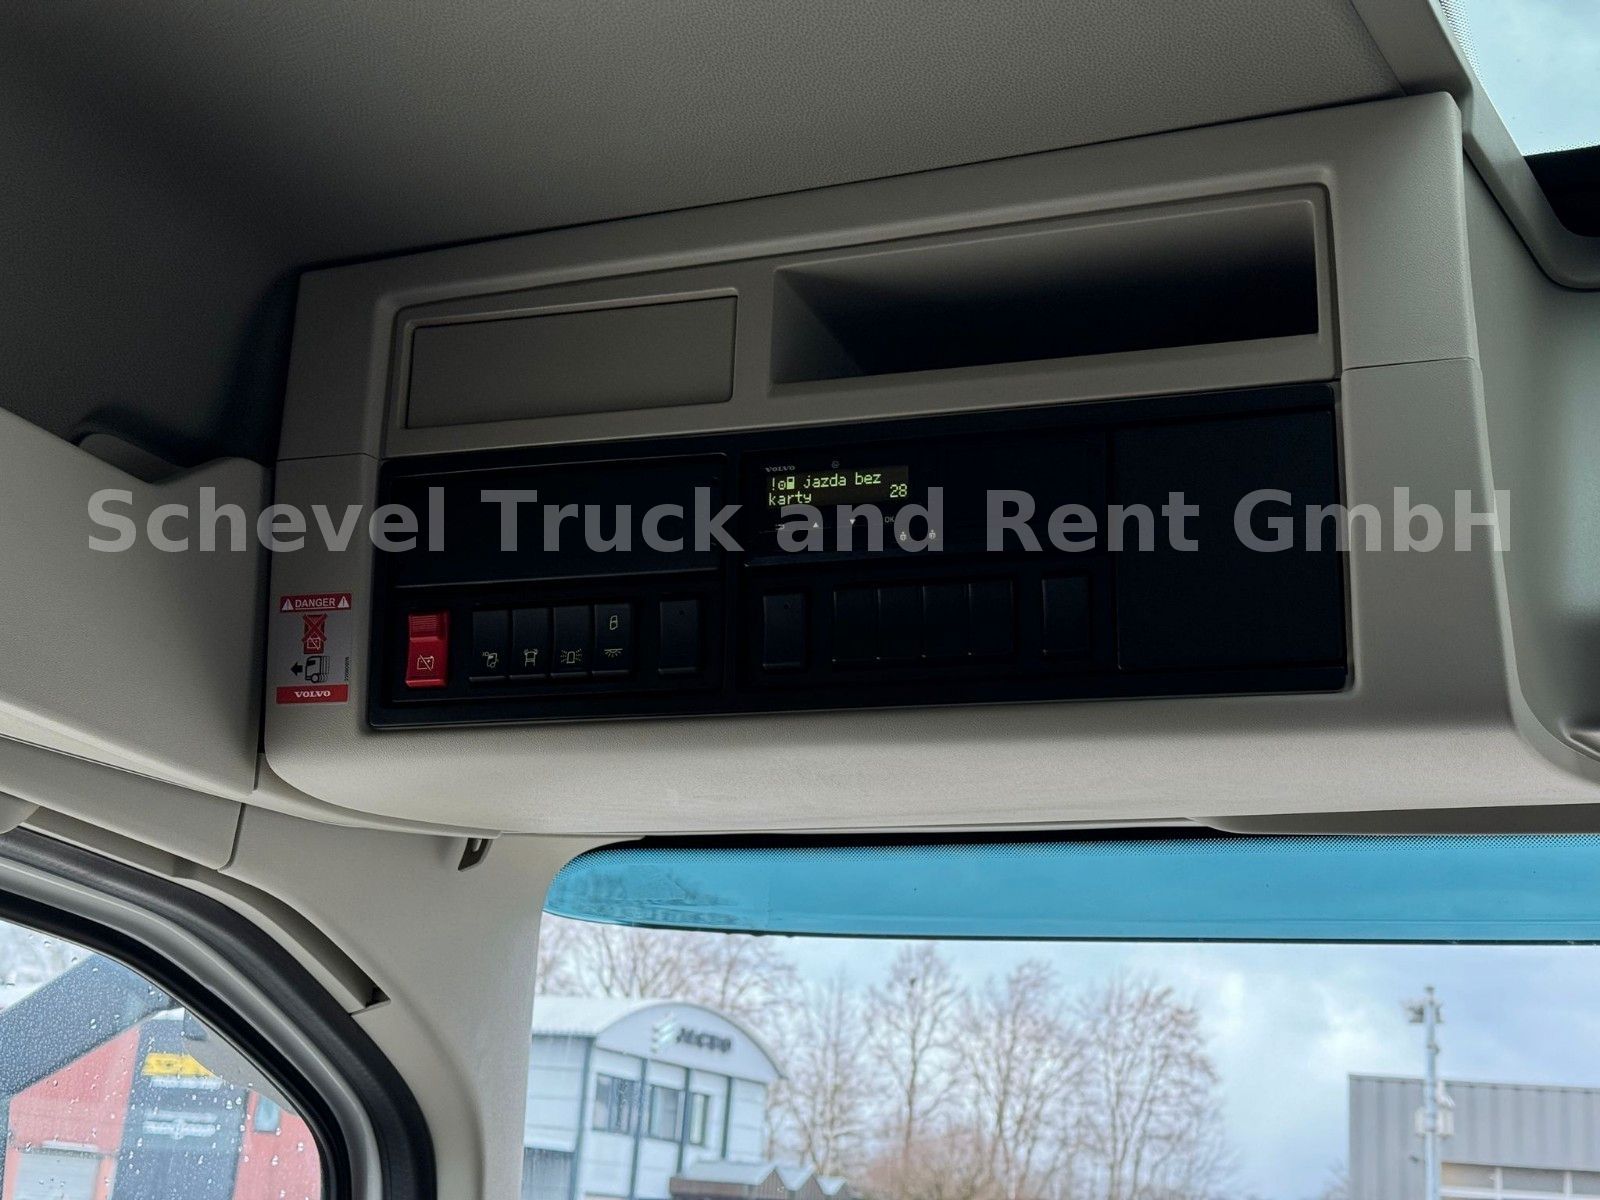 VOLVO
! jazda bez
karty 28
OK
Schevel Truck and Rent GmbH
DANGER
VOLVO